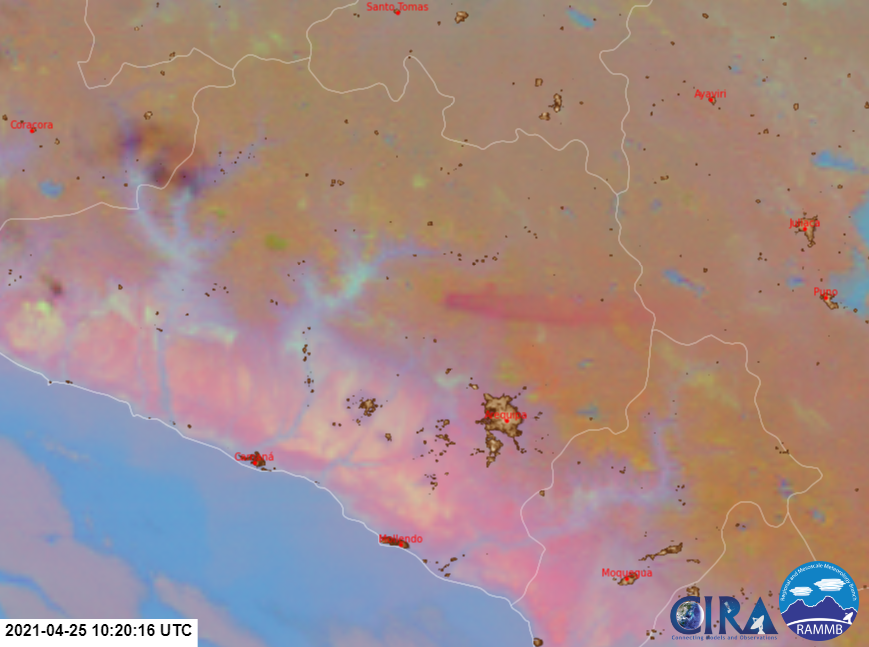 Santo Tomas
Ayaviri
Coracora
Juliaca
Puno
Arequipa
Camaná
Mollendo
Moquegua
2021-04-25 10:20:16 UTC
CIRA
Connecting Models and Observations
Regional and Mesoscale Meteorology Branch
RAMMB